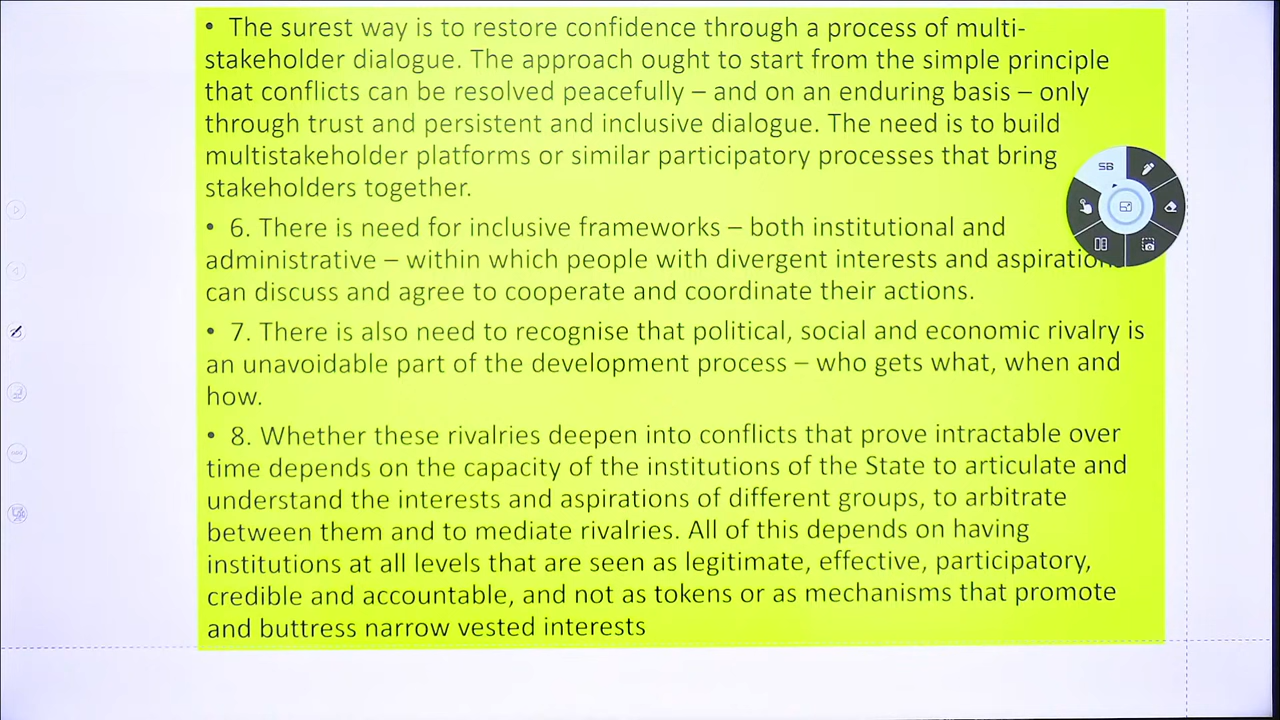 • The surest way is to restore confidence through a process of multi-
stakeholder dialogue. The approach ought to start from the simple principle
that conflicts can be resolved peacefully – and on an enduring basis – only
through trust and persistent and inclusive dialogue. The need is to build
multistakeholder platforms or similar participatory processes that bring
stakeholders together.
SB
• 6. There is need for inclusive frameworks – both institutional and
administrative – within which people with divergent interests and
can discuss and agree to cooperate and coordinate their actions.
• 7. There is also need to recognise that political, social and economic rivalry is
an unavoidable part of the development process – who gets what, when and
how.
• 8. Whether these rivalries deepen into conflicts that prove intractable over
time depends on the capacity of the institutions of the State to articulate and
understand the interests and aspirations of different groups, to arbitrate
between them and to mediate rivalries. All of this depends on having
institutions at all levels that are seen as legitimate, effective, participatory,
credible and accountable, and not as tokens or as mechanisms that promote
and buttress narrow vested interests